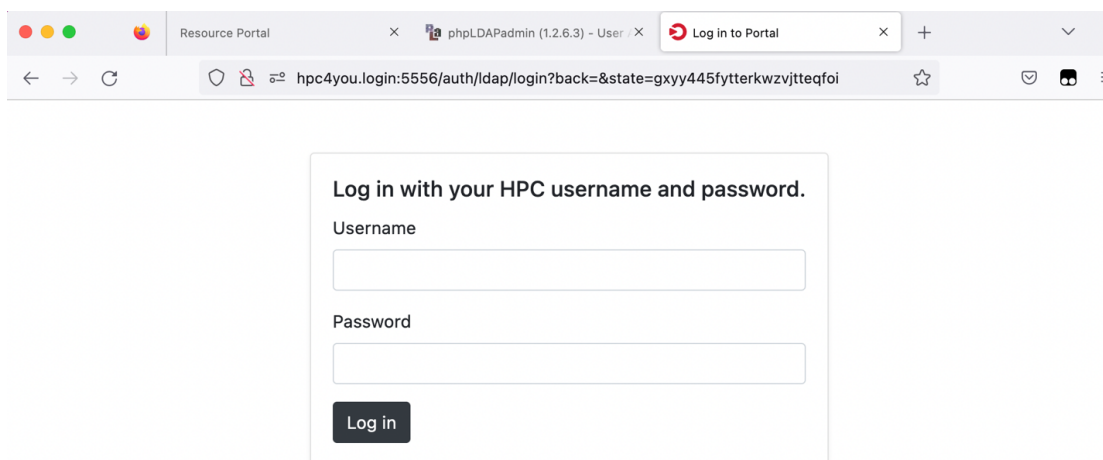 Resource Portal
phpLDAPadmin (1.2.6.3) - User
Log in to Portal
hpc4you.login:5556/auth/ldap/login?back=&state=gxyy445fytterkwzvjtteqfoi
Log in with your HPC username and password.
Username
Password
Log in